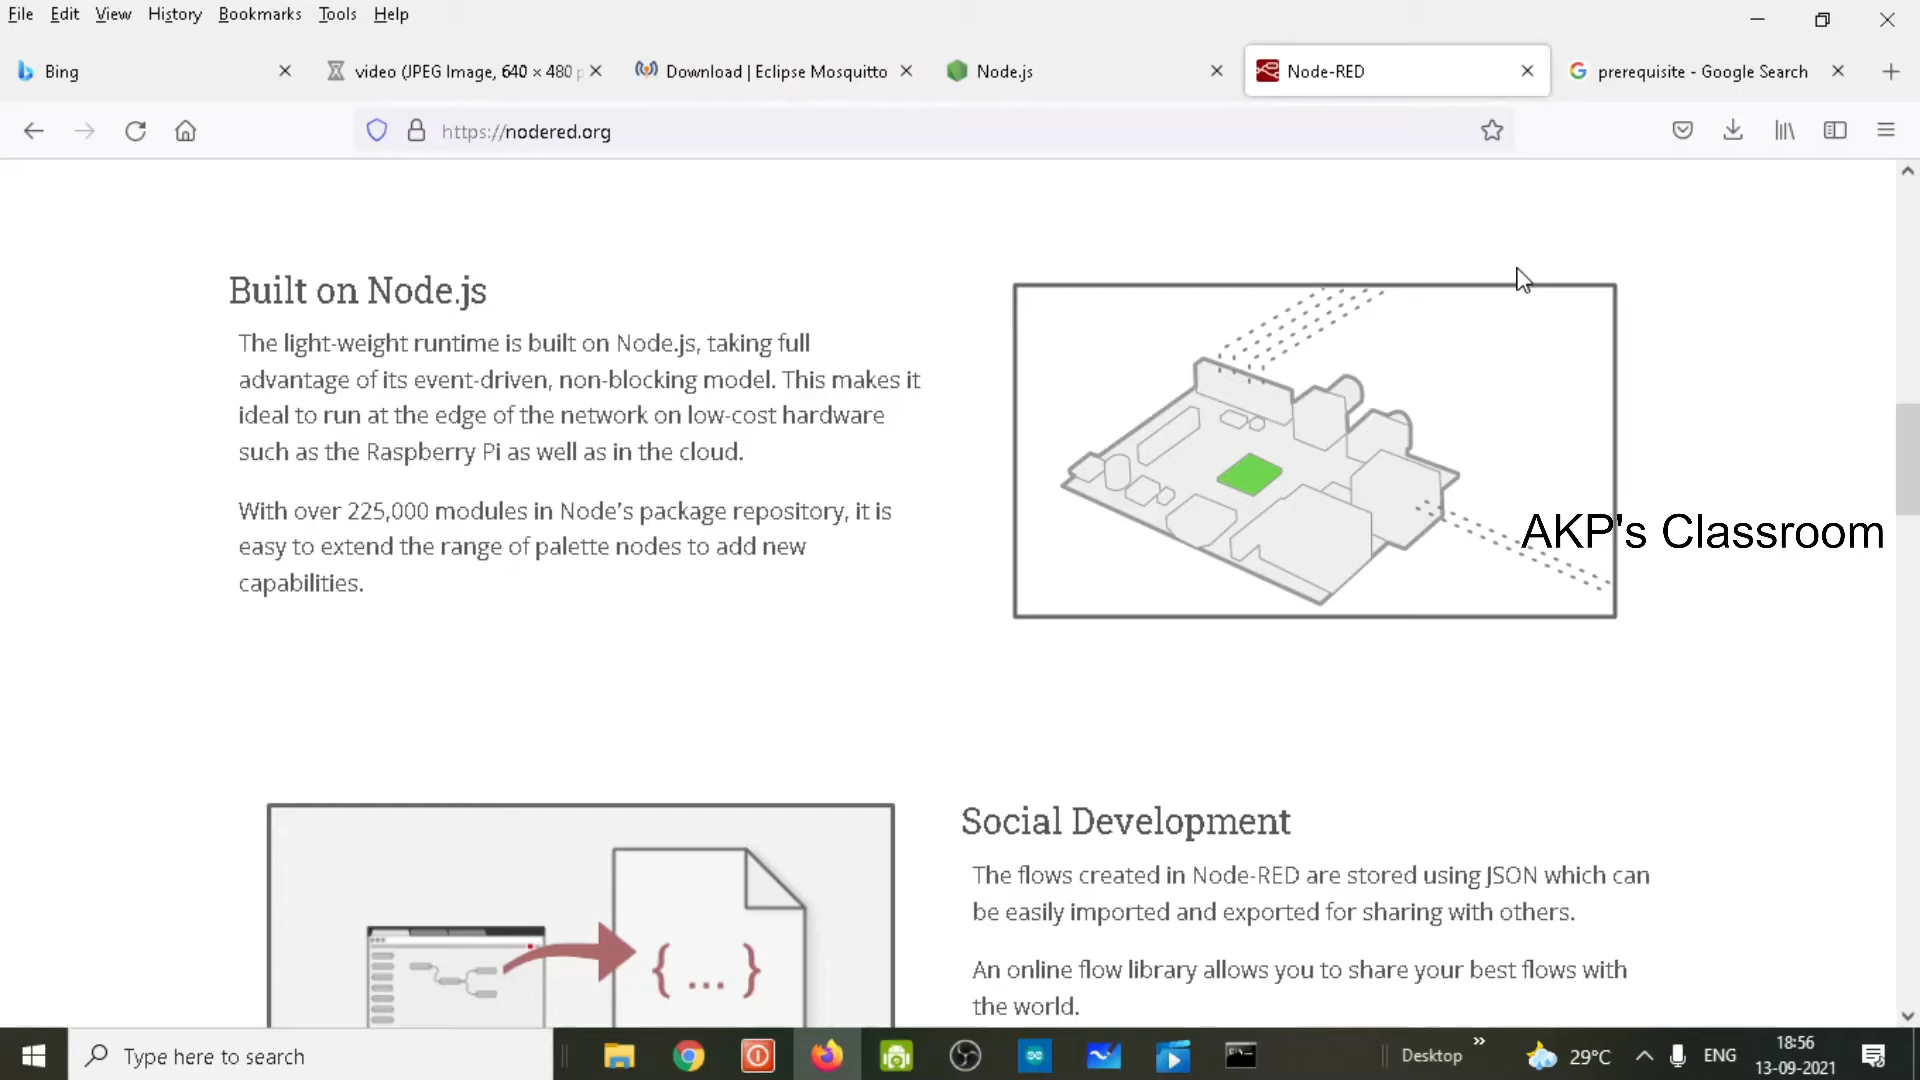 File Edit View History Bookmarks Tools Help
Bing
video (JPEG Image, 640 × 480 p
Download | Eclipse Mosquitto
Node.js
Node-RED
prerequisite - Google Search
https://nodered.org
Built on Node.js
The light-weight runtime is built on Node.js, taking full
advantage of its event-driven, non-blocking model. This makes it
ideal to run at the edge of the network on low-cost hardware
such as the Raspberry Pi as well as in the cloud.
With over 225,000 modules in Node's package repository, it is
easy to extend the range of palette nodes to add new
capabilities.
AKP's Classroom
{ ... }
Social Development
The flows created in Node-RED are stored using JSON which can
be easily imported and exported for sharing with others.
An online flow library allows you to share your best flows with
the world.
Type here to search
Desktop
29°C
ENG
18:56
13-09-2021